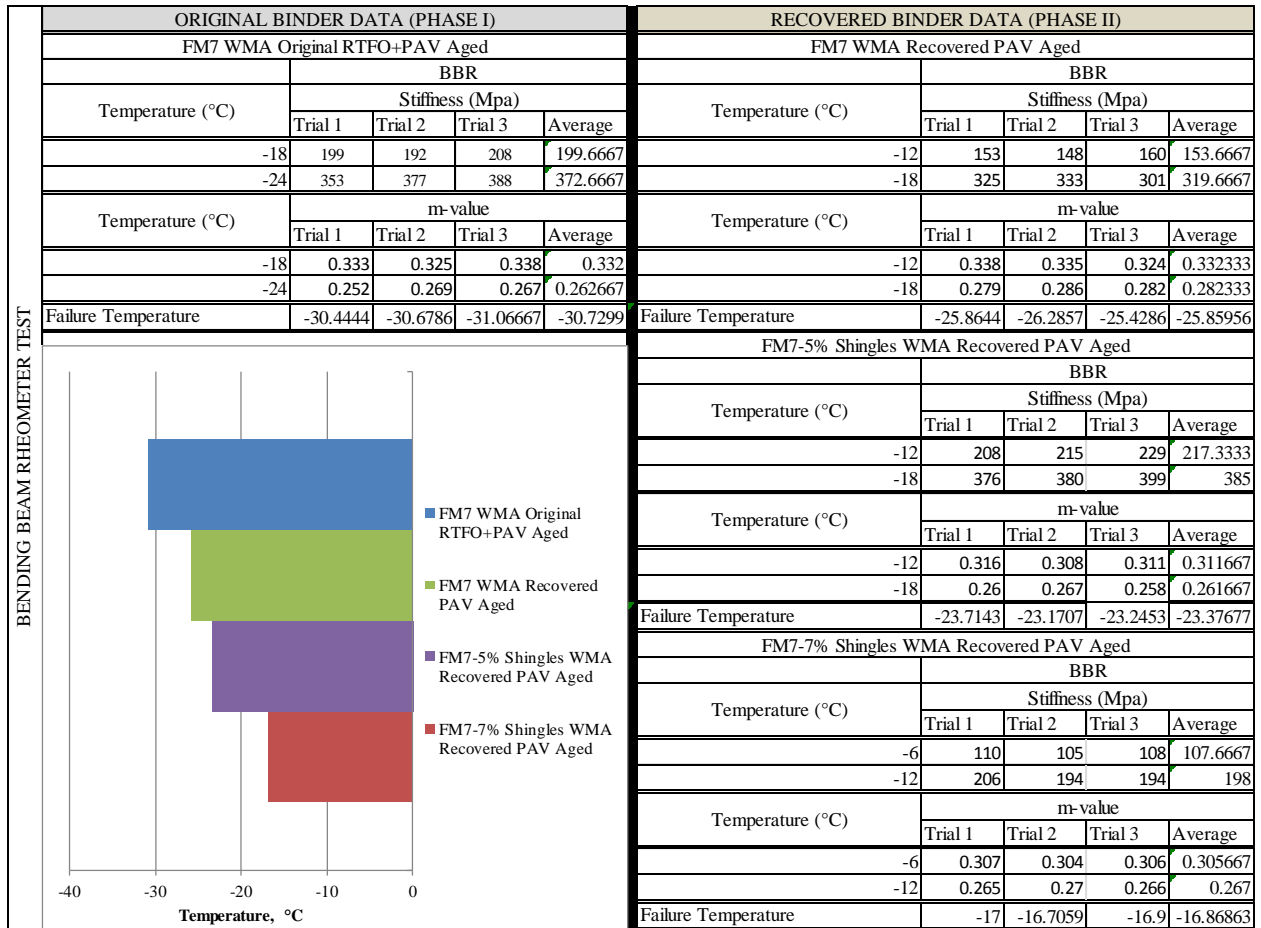 BENDING BEAM RHEOMETER TEST
ORIGINAL BINDER DATA (PHASE I)
FM7 WMA Original RTFO+PAV Aged
BBR
Temperature (°C)
Stiffness (Mpa)
Trial 1 Trial 2 Trial 3 Average
-18 199 192 208 199.6667
-24 353 377 388 372.6667
Temperature (°C)
m-value
Trial 1 Trial 2 Trial 3 Average
-18 0.333 0.325 0.338 0.332
-24 0.252 0.269 0.267 0.262667
Failure Temperature -30.4444 -30.6786 -31.06667 -30.7299
FM7 WMA Original
RTFO+PAV Aged
FM7 WMA Recovered
PAV Aged
FM7-5% Shingles WMA
Recovered PAV Aged
FM7-7% Shingles WMA
Recovered PAV Aged
-40 -30 -20 -10 0
Temperature, °C
RECOVERED BINDER DATA (PHASE II)
FM7 WMA Recovered PAV Aged
BBR
Temperature (°C)
Stiffness (Mpa)
Trial 1 Trial 2 Trial 3 Average
-12 153 148 160 153.6667
-18 325 333 301 319.6667
Temperature (°C)
m-value
Trial 1 Trial 2 Trial 3 Average
-12 0.338 0.335 0.324 0.332333
-18 0.279 0.286 0.282 0.282333
Failure Temperature -25.8644 -26.2857 -25.4286 -25.85956
FM7-5% Shingles WMA Recovered PAV Aged
BBR
Temperature (°C)
Stiffness (Mpa)
Trial 1 Trial 2 Trial 3 Average
-12 208 215 229 217.3333
-18 376 380 399 385
Temperature (°C)
m-value
Trial 1 Trial 2 Trial 3 Average
-12 0.316 0.308 0.311 0.311667
-18 0.26 0.267 0.258 0.261667
Failure Temperature -23.7143 -23.1707 -23.2453 -23.37677
FM7-7% Shingles WMA Recovered PAV Aged
BBR
Temperature (°C)
Stiffness (Mpa)
Trial 1 Trial 2 Trial 3 Average
-6 110 105 108 107.6667
-12 206 194 194 198
Temperature (°C)
m-value
Trial 1 Trial 2 Trial 3 Average
-6 0.307 0.304 0.306 0.305667
-12 0.265 0.27 0.266 0.267
Failure Temperature -17 -16.7059 -16.9 -16.86863